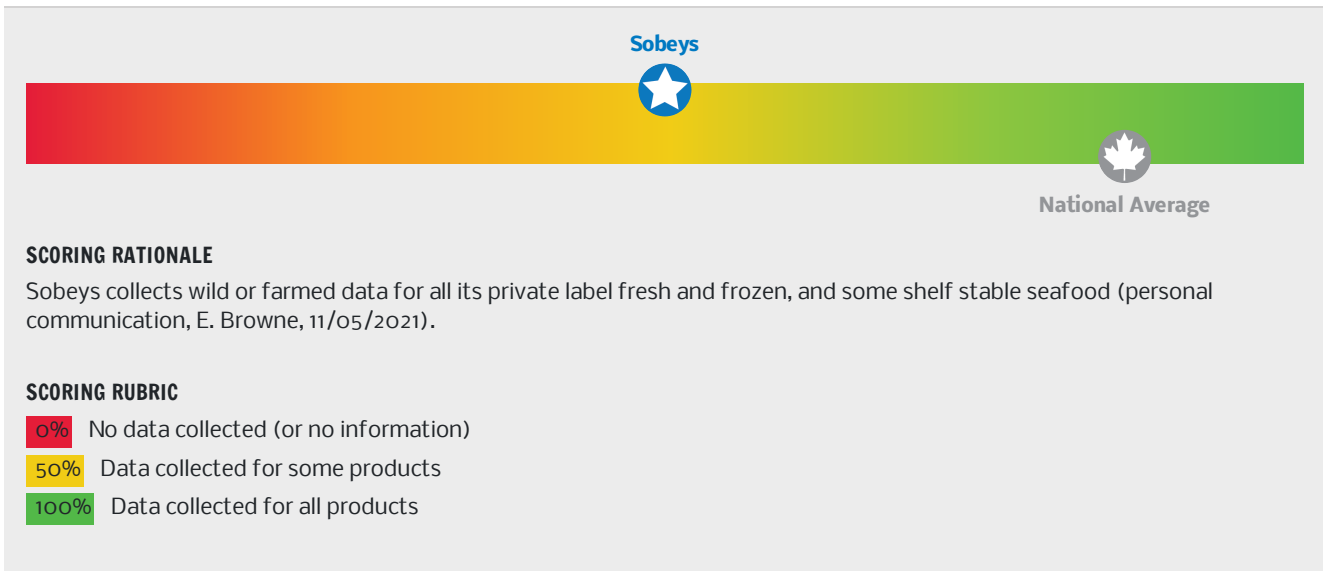 Sobeys
National Average
SCORING RATIONALE
Sobeys collects wild or farmed data for all its private label fresh and frozen, and some shelf stable seafood (personal
communication, E. Browne, 11/05/2021).
SCORING RUBRIC
0% No data collected (or no information)
50% Data collected for some products
100% Data collected for all products